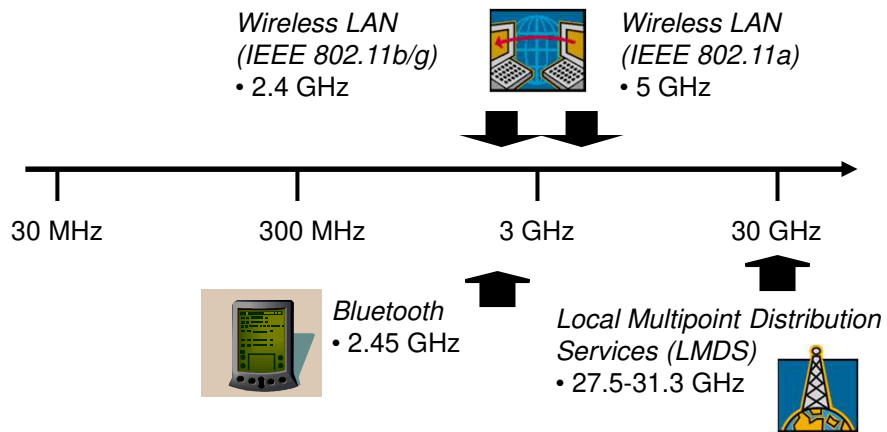 Wireless LAN
(IEEE 802.11b/g)
• 2.4 GHz
Wireless LAN
(IEEE 802.11a)
• 5 GHz
30 MHz
300 MHz
3 GHz
30 GHz
Bluetooth
• 2.45 GHz
Local Multipoint Distribution
Services (LMDS)
• 27.5-31.3 GHz